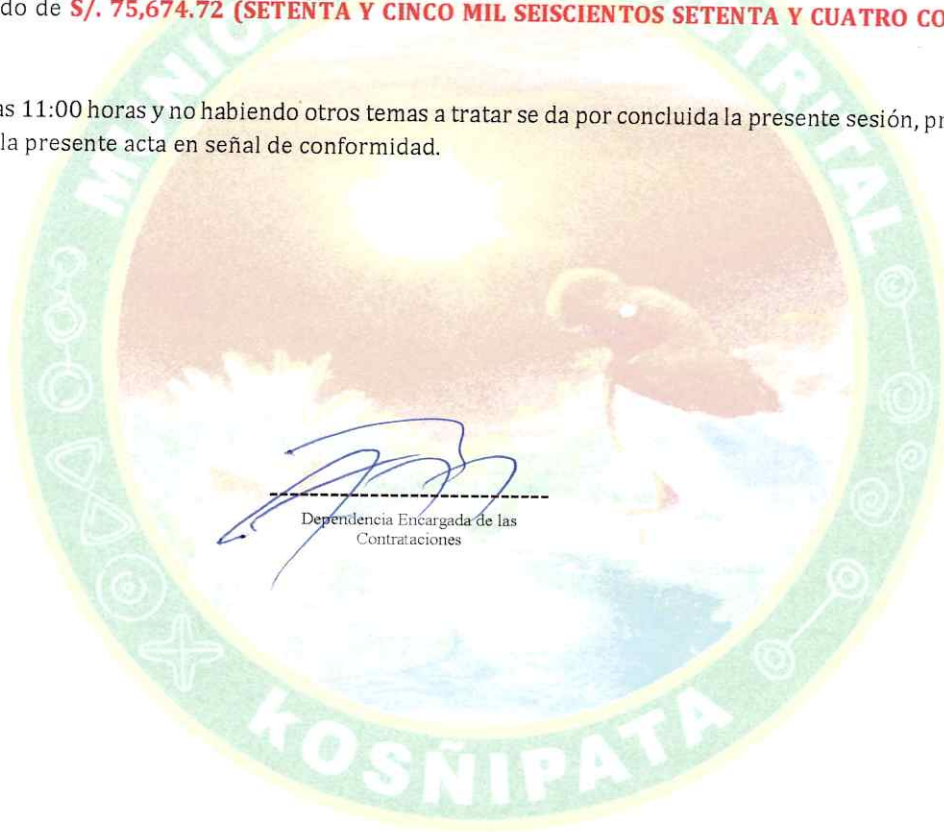 do de S/. 75,674.72 (SETENTA Y CINCO MIL SEISCIENTOS SETENTA Y CUATRO CO
as 11:00 horas y no habiendo otros temas a tratar se da por concluida la presente sesión, pr
la presente acta en señal de conformidad.
Dependencia Encargada de las
Contrataciones
KOSÑIPATA